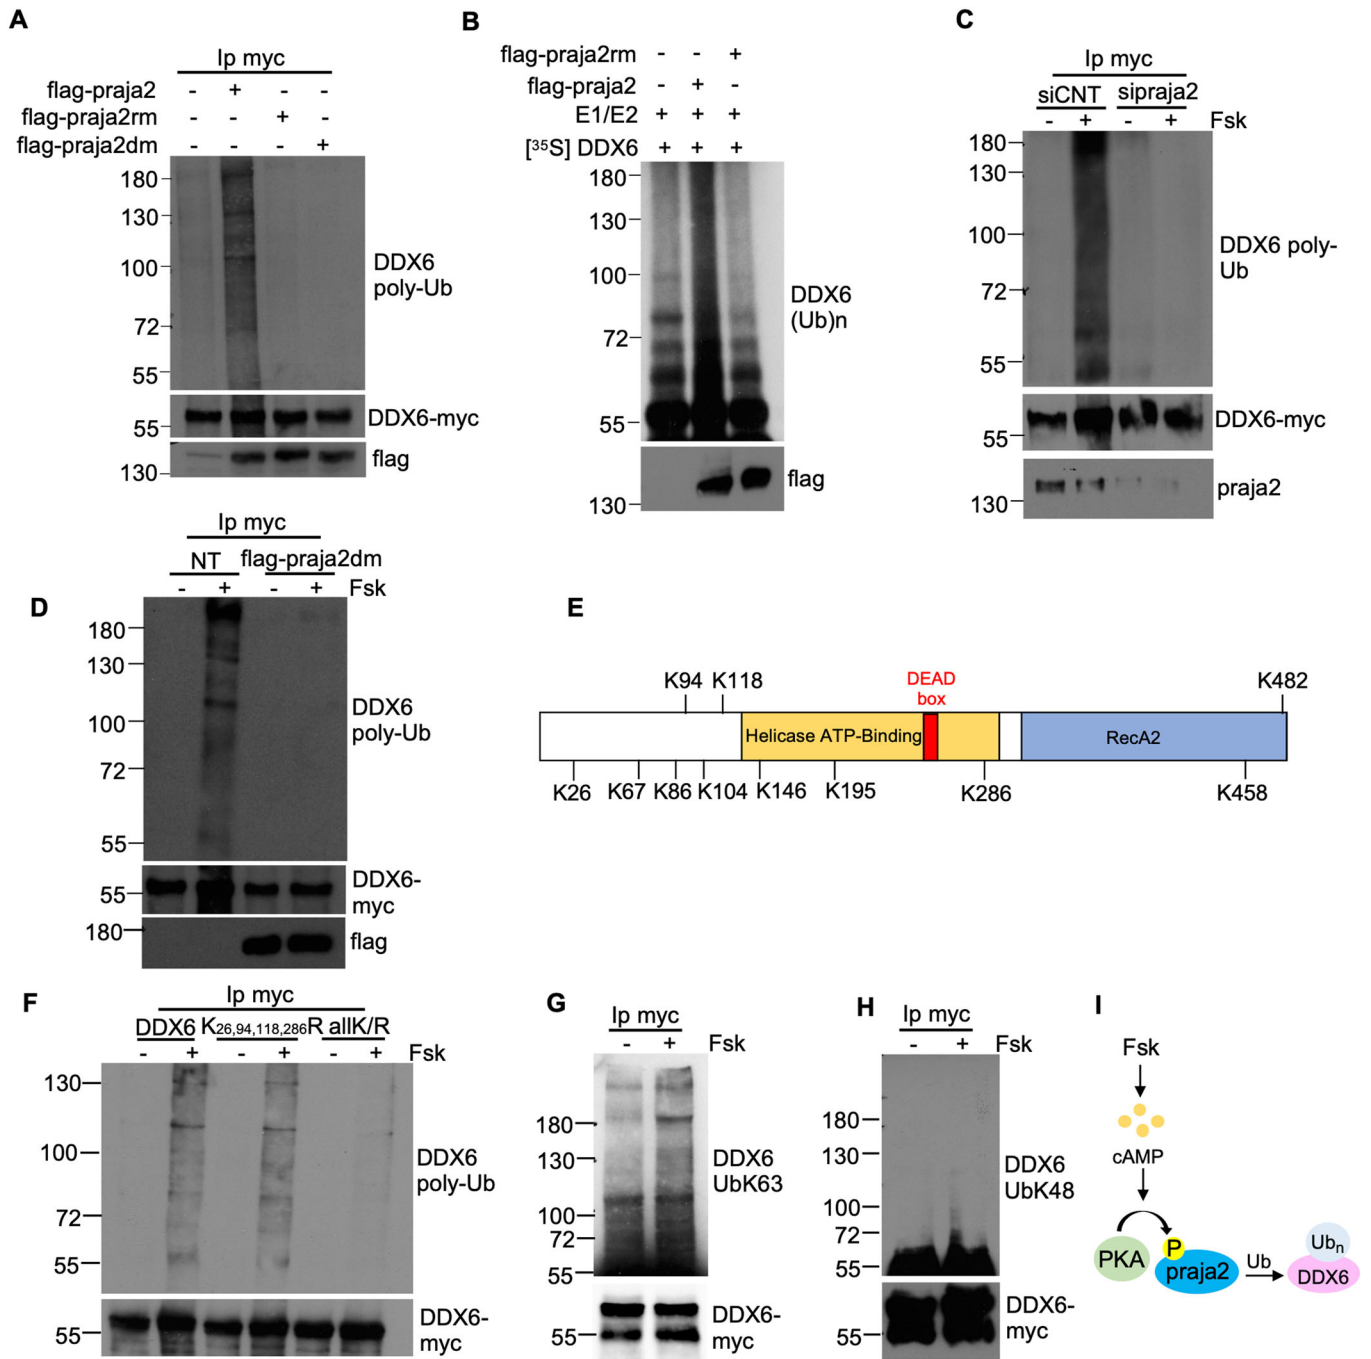 A
Ip myc
flag-praja2 - + - -
flag-praja2rm - - + -
flag-praja2dm - - - +
180
130
100
72
55
DDX6
poly-Ub
55
DDX6-myc
130
flag
B
flag-praja2rm - - +
flag-praja2 - + -
E1/E2 + + +
[³⁵S] DDX6 + + +
180
130
100
72
55
DDX6
(Ub)n
130
flag
C
Ip myc
siCNT sipraja2
- + - + Fsk
180
130
100
72
55
DDX6 poly-
Ub
55
DDX6-myc
130
praja2
D
Ip myc
NT flag-praja2dm
- + - + Fsk
180
130
100
72
55
DDX6
poly-Ub
55
DDX6-
myc
180
flag
E
K94 K118 DEAD
box
K482
Helicase ATP-Binding RecA2
K26 K67 K86 K104 K146 K195 K286 K458
F
Ip myc
DDX6 K26,94,118,286R allK/R
- + - + - + Fsk
130
100
72
55
DDX6
poly-Ub
55
DDX6-
myc
G
Ip myc
- + Fsk
180
130
100
72
55
DDX6
UbK63
55
DDX6-
myc
H
Ip myc
- + Fsk
180
130
100
72
55
DDX6
UbK48
55
DDX6-
myc
I
Fsk
cAMP
PKA P praja2 Ub Ubn DDX6